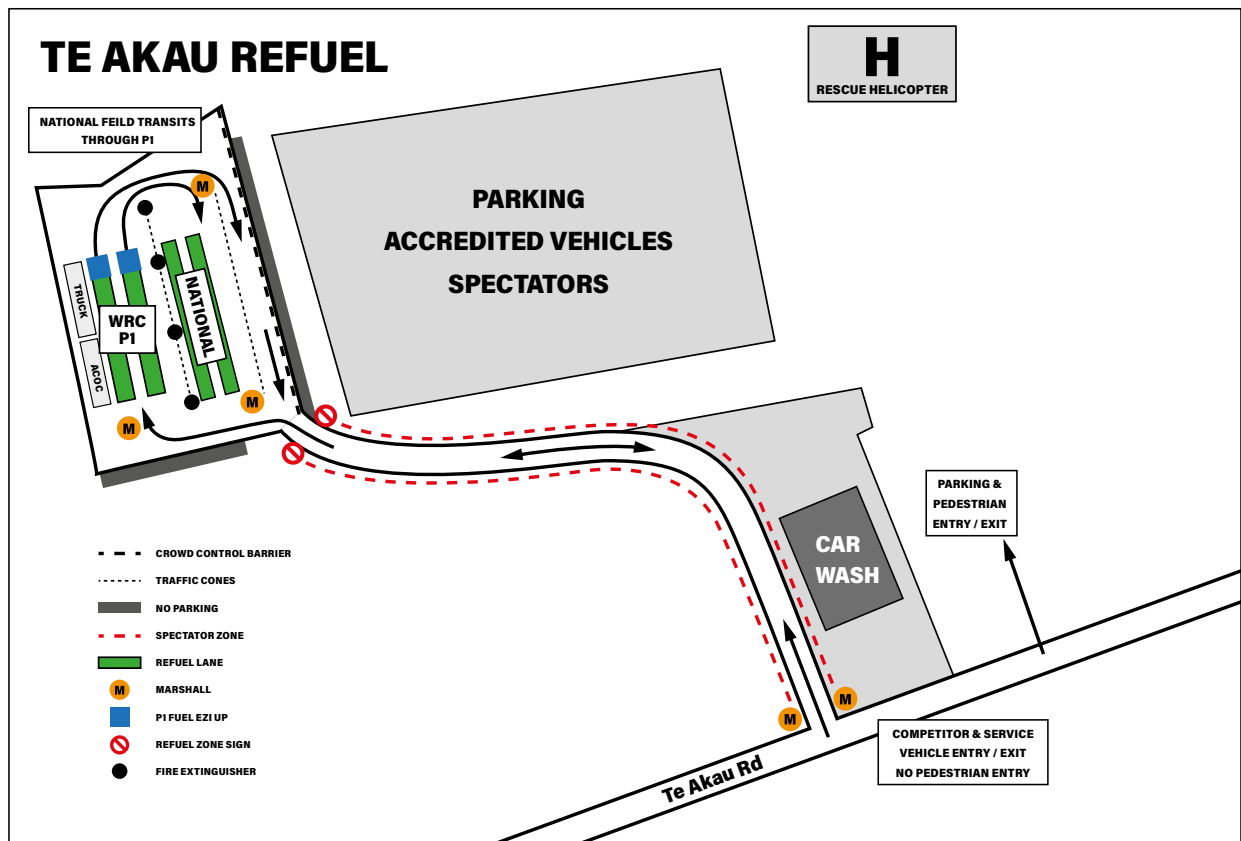 TE AKAU REFUEL
H
RESCUE HELICOPTER
NATIONAL FEILD TRANSITS
THROUGH P1
PARKING
ACCREDITED VEHICLES
SPECTATORS
M
TRUCK
ACOC
WRC
P1
NATIONAL
M
M
CAR
WASH
PARKING &
PEDESTRIAN
ENTRY / EXIT
CROWD CONTROL BARRIER
TRAFFIC CONES
NO PARKING
SPECTATOR ZONE
REFUEL LANE
M
MARSHALL
P1 FUEL EZI UP
REFUEL ZONE SIGN
FIRE EXTINGUISHER
M
M
COMPETITOR & SERVICE
VEHICLE ENTRY / EXIT
NO PEDESTRIAN ENTRY
Te Akau Rd